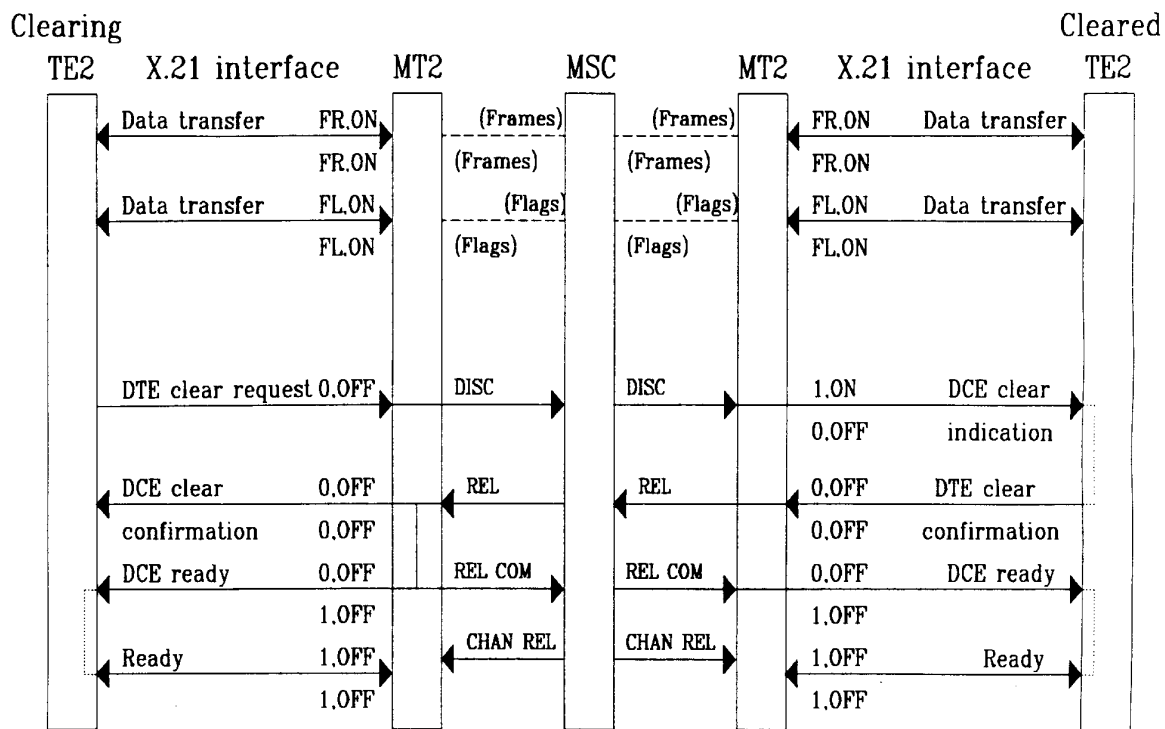 Clearing Cleared
TE2 X.21 interface MT2 MSC MT2 X.21 interface TE2
Data transfer FR.ON (Frames) (Frames) FR.ON Data transfer
FR.ON (Frames) (Frames) FR.ON
Data transfer FL.ON (Flags) (Flags) FL.ON Data transfer
FL.ON (Flags) (Flags) FL.ON
DTE clear request 0.OFF DISC DISC 1.ON DCE clear
0.OFF indication
DCE clear 0.OFF REL REL 0.OFF DTE clear
confirmation 0.OFF 0.OFF confirmation
DCE ready 0.OFF REL COM REL COM 0.OFF DCE ready
1.OFF 1.OFF
Ready 1.OFF CHAN REL CHAN REL 1.OFF Ready
1.OFF 1.OFF